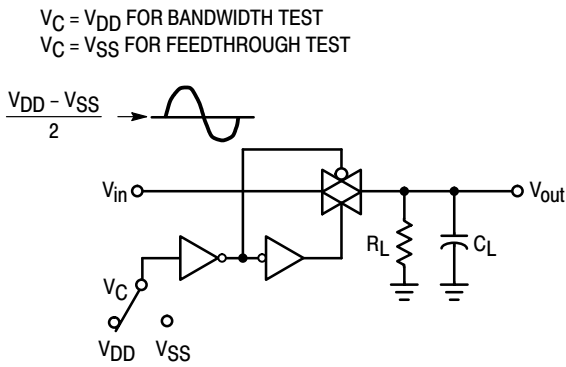 VC = VDD FOR BANDWIDTH TEST
VC = VSS FOR FEEDTHROUGH TEST
VDD – VSS
2
Vin
Vout
RL
CL
VC
VDD
VSS